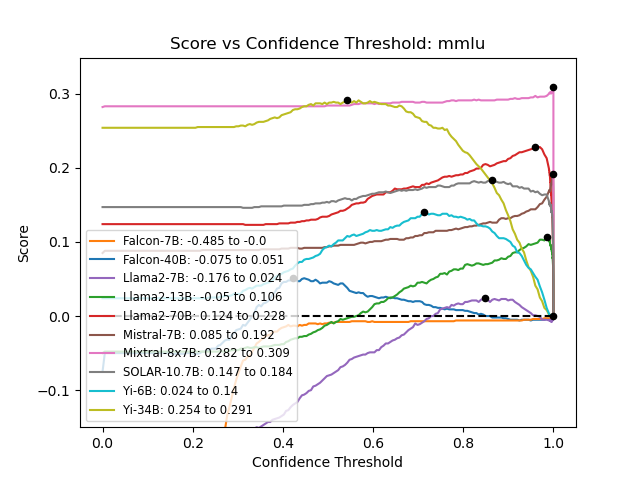 Score vs Confidence Threshold: mmlu
Score
0.3
0.2
0.1
0.0
−0.1
Falcon-7B: -0.485 to -0.0
Falcon-40B: -0.075 to 0.051
Llama2-7B: -0.176 to 0.024
Llama2-13B: -0.05 to 0.106
Llama2-70B: 0.124 to 0.228
Mistral-7B: 0.085 to 0.192
Mixtral-8x7B: 0.282 to 0.309
SOLAR-10.7B: 0.147 to 0.184
Yi-6B: 0.024 to 0.14
Yi-34B: 0.254 to 0.291
0.0 0.2 0.4 0.6 0.8 1.0
Confidence Threshold